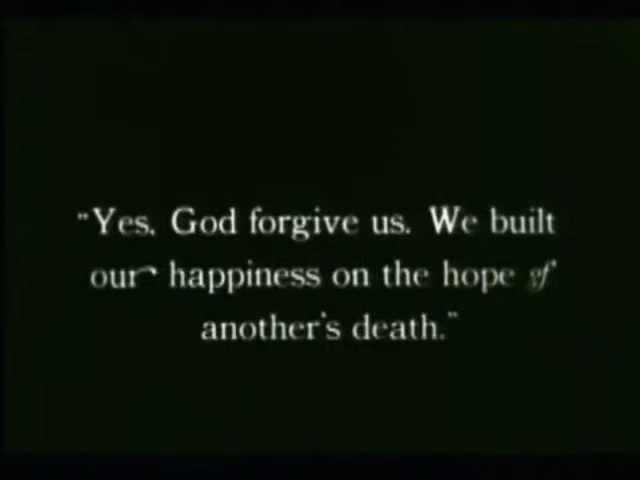 "Yes, God forgive us. We built
our happiness on the hope of
another's death."